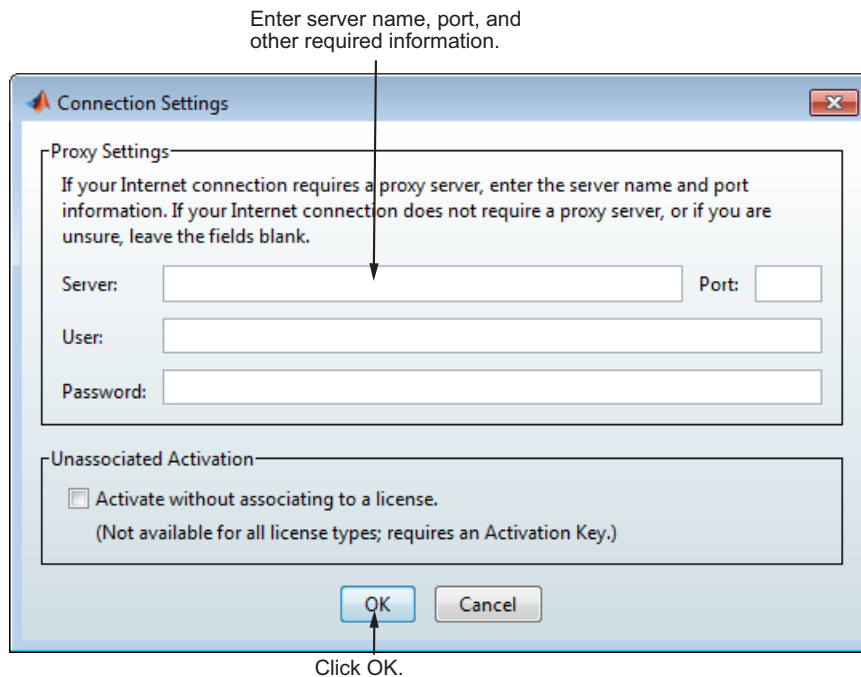 Enter server name, port, and
other required information.
Connection Settings
Proxy Settings
If your Internet connection requires a proxy server, enter the server name and port
information. If your Internet connection does not require a proxy server, or if you are
unsure, leave the fields blank.
Server:
Port:
User:
Password:
Unassociated Activation
Activate without associating to a license.
(Not available for all license types; requires an Activation Key.)
OK
Cancel
Click OK.